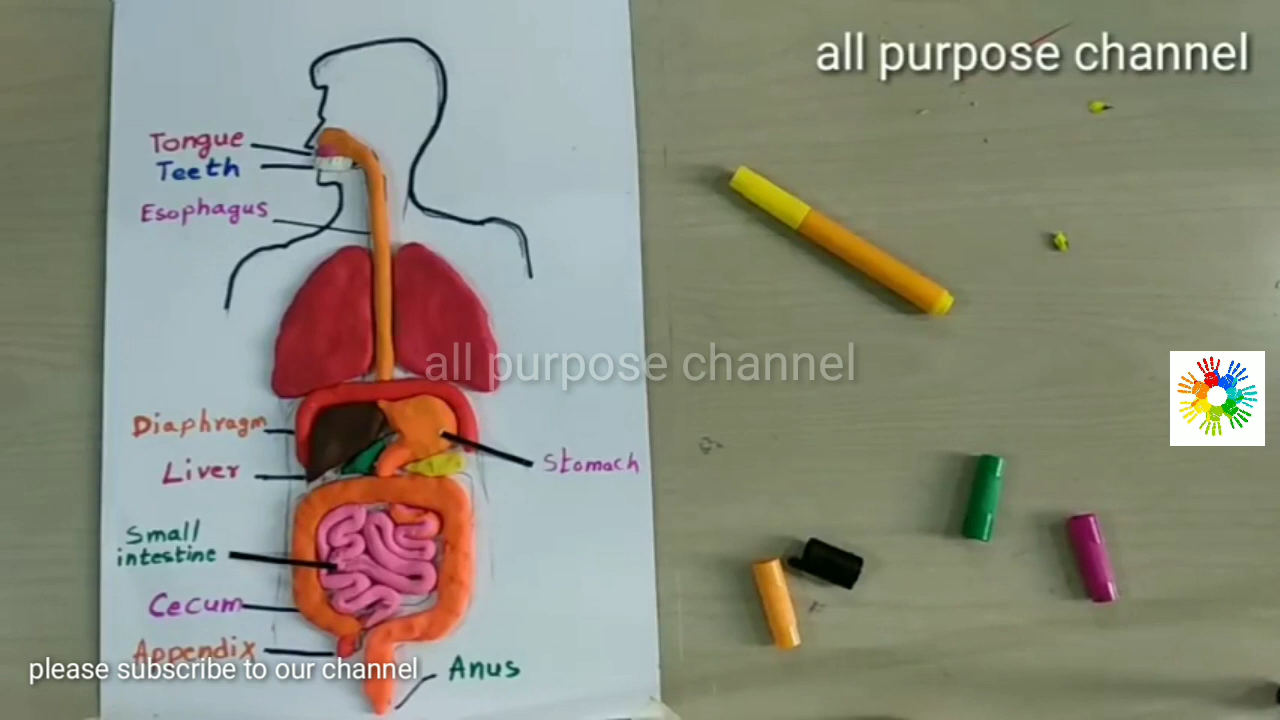 all purpose channel
Tongue
Teeth
Esophagus
all purpose channel
Diaphragm
Liver
Stomach
Small
intestine
Cecum
Appendix
please subscribe to our channel
Anus